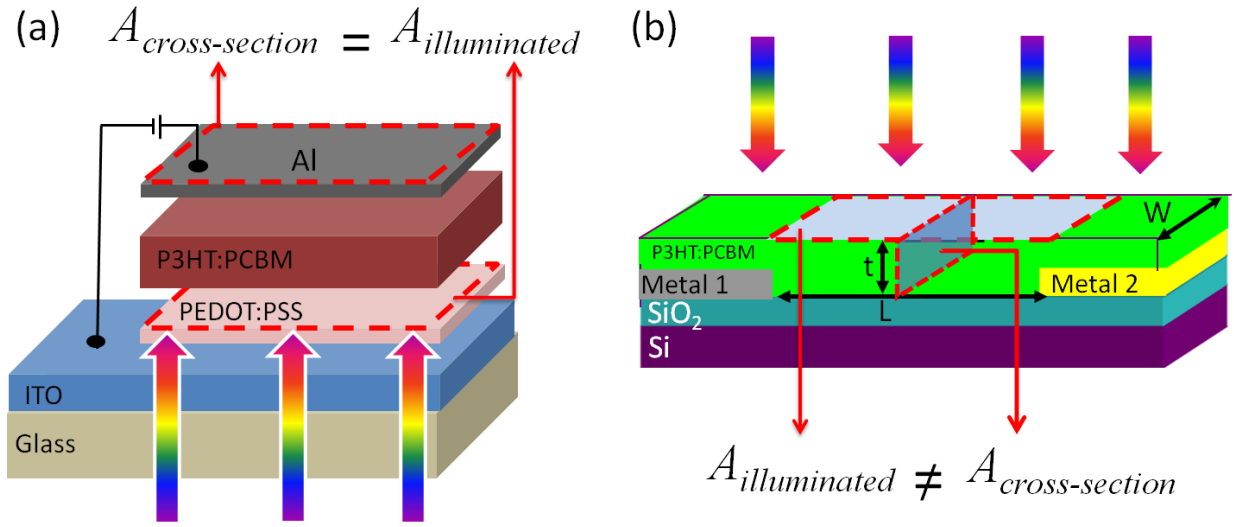 (a)
A_cross-section = A_illuminated
Al
P3HT:PCBM
PEDOT:PSS
ITO
Glass
(b)
W
P3HT:PCBM
t
Metal 1
Metal 2
L
SiO₂
Si
A_illuminated ≠ A_cross-section